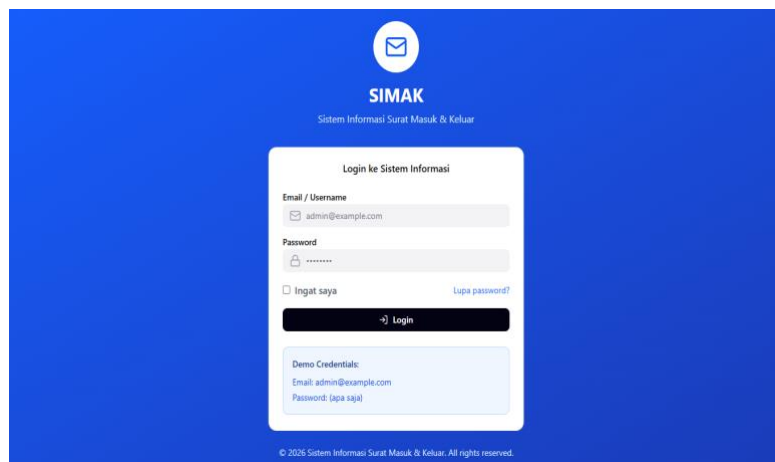 SIMAK
Sistem Informasi Surat Masuk & Keluar
Login ke Sistem Informasi
Email / Username
admin@example.com
Password
••••••••
Ingat saya
Lupa password?
Login
Demo Credentials:
Email: admin@example.com
Password: (apa saja)
© 2026 Sistem Informasi Surat Masuk & Keluar. All rights reserved.